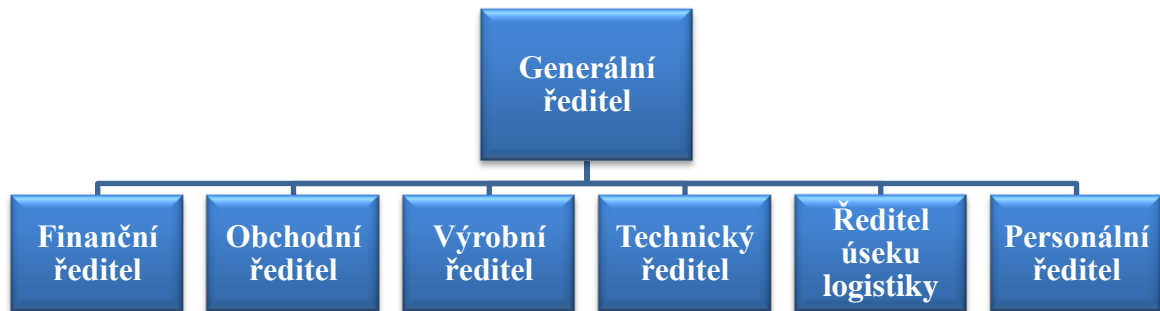 Generální
ředitel
Finanční
ředitel
Obchodní
ředitel
Výrobní
ředitel
Technický
ředitel
Ředitel
úseku
logistiky
Personální
ředitel